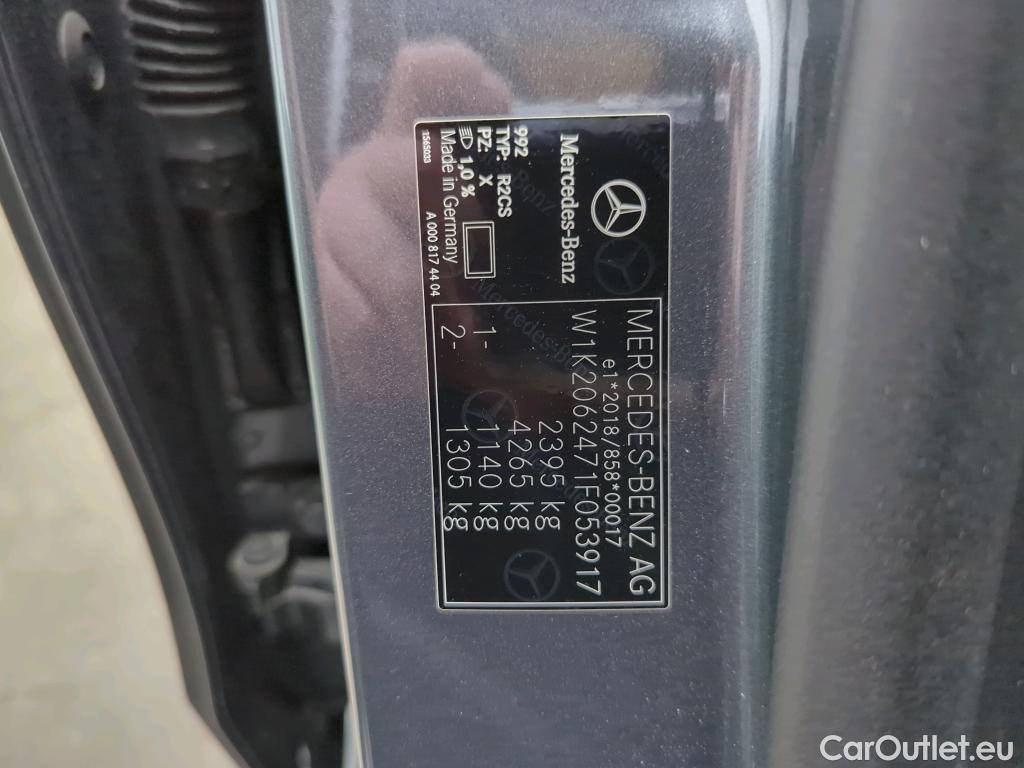 Mercedes-Benz
992
TYP: R2CS
PZ: X
1,0 %
Made in Germany
1565033
A 000 817 44 04
MERCEDES-BENZ AG
e1*2018/858*00017
W1K2062471F053917
2395 kg
4265 kg
1- 1140 kg
2- 1305 kg
CarOutlet.eu